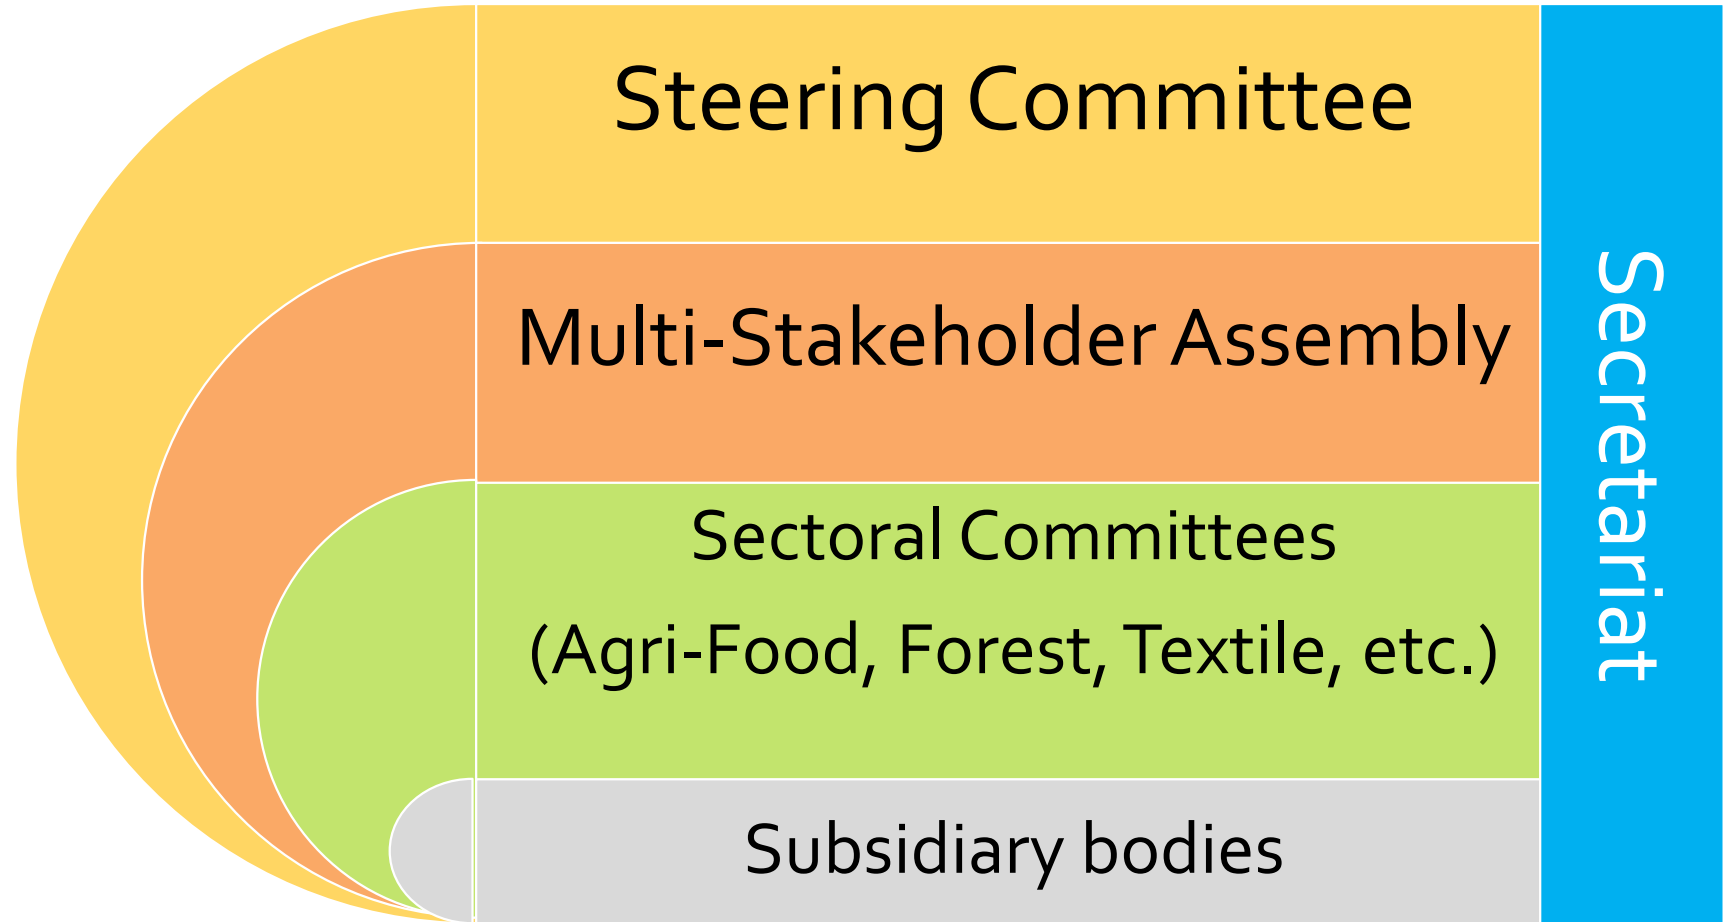 Steering Committee
Multi-Stakeholder Assembly
Sectoral Committees
(Agri-Food, Forest, Textile, etc.)
Subsidiary bodies
Secretariat